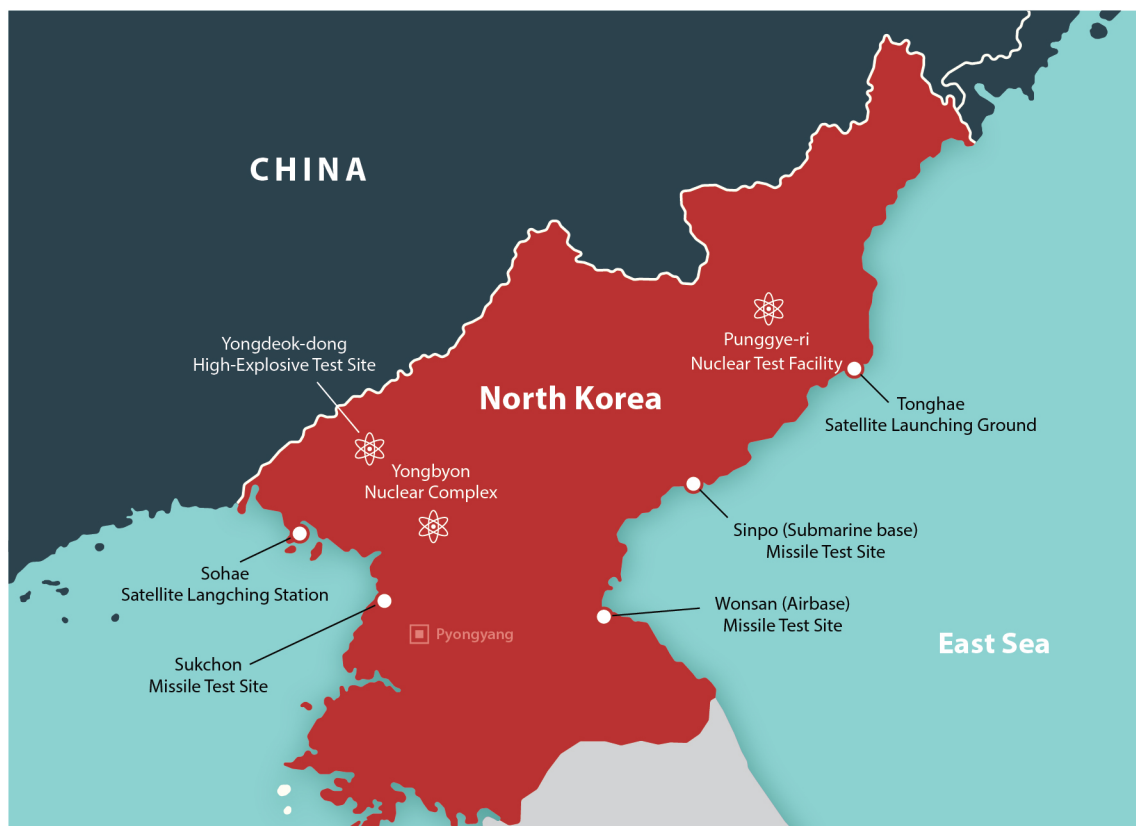 CHINA
Yongdeok-dong
High-Explosive Test Site
Punggye-ri
Nuclear Test Facility
North Korea
Tonghae
Satellite Launching Ground
Yongbyon
Nuclear Complex
Sinpo (Submarine base)
Missile Test Site
Sohae
Satellite Langching Station
Wonsan (Airbase)
Missile Test Site
Pyongyang
East Sea
Sukchon
Missile Test Site